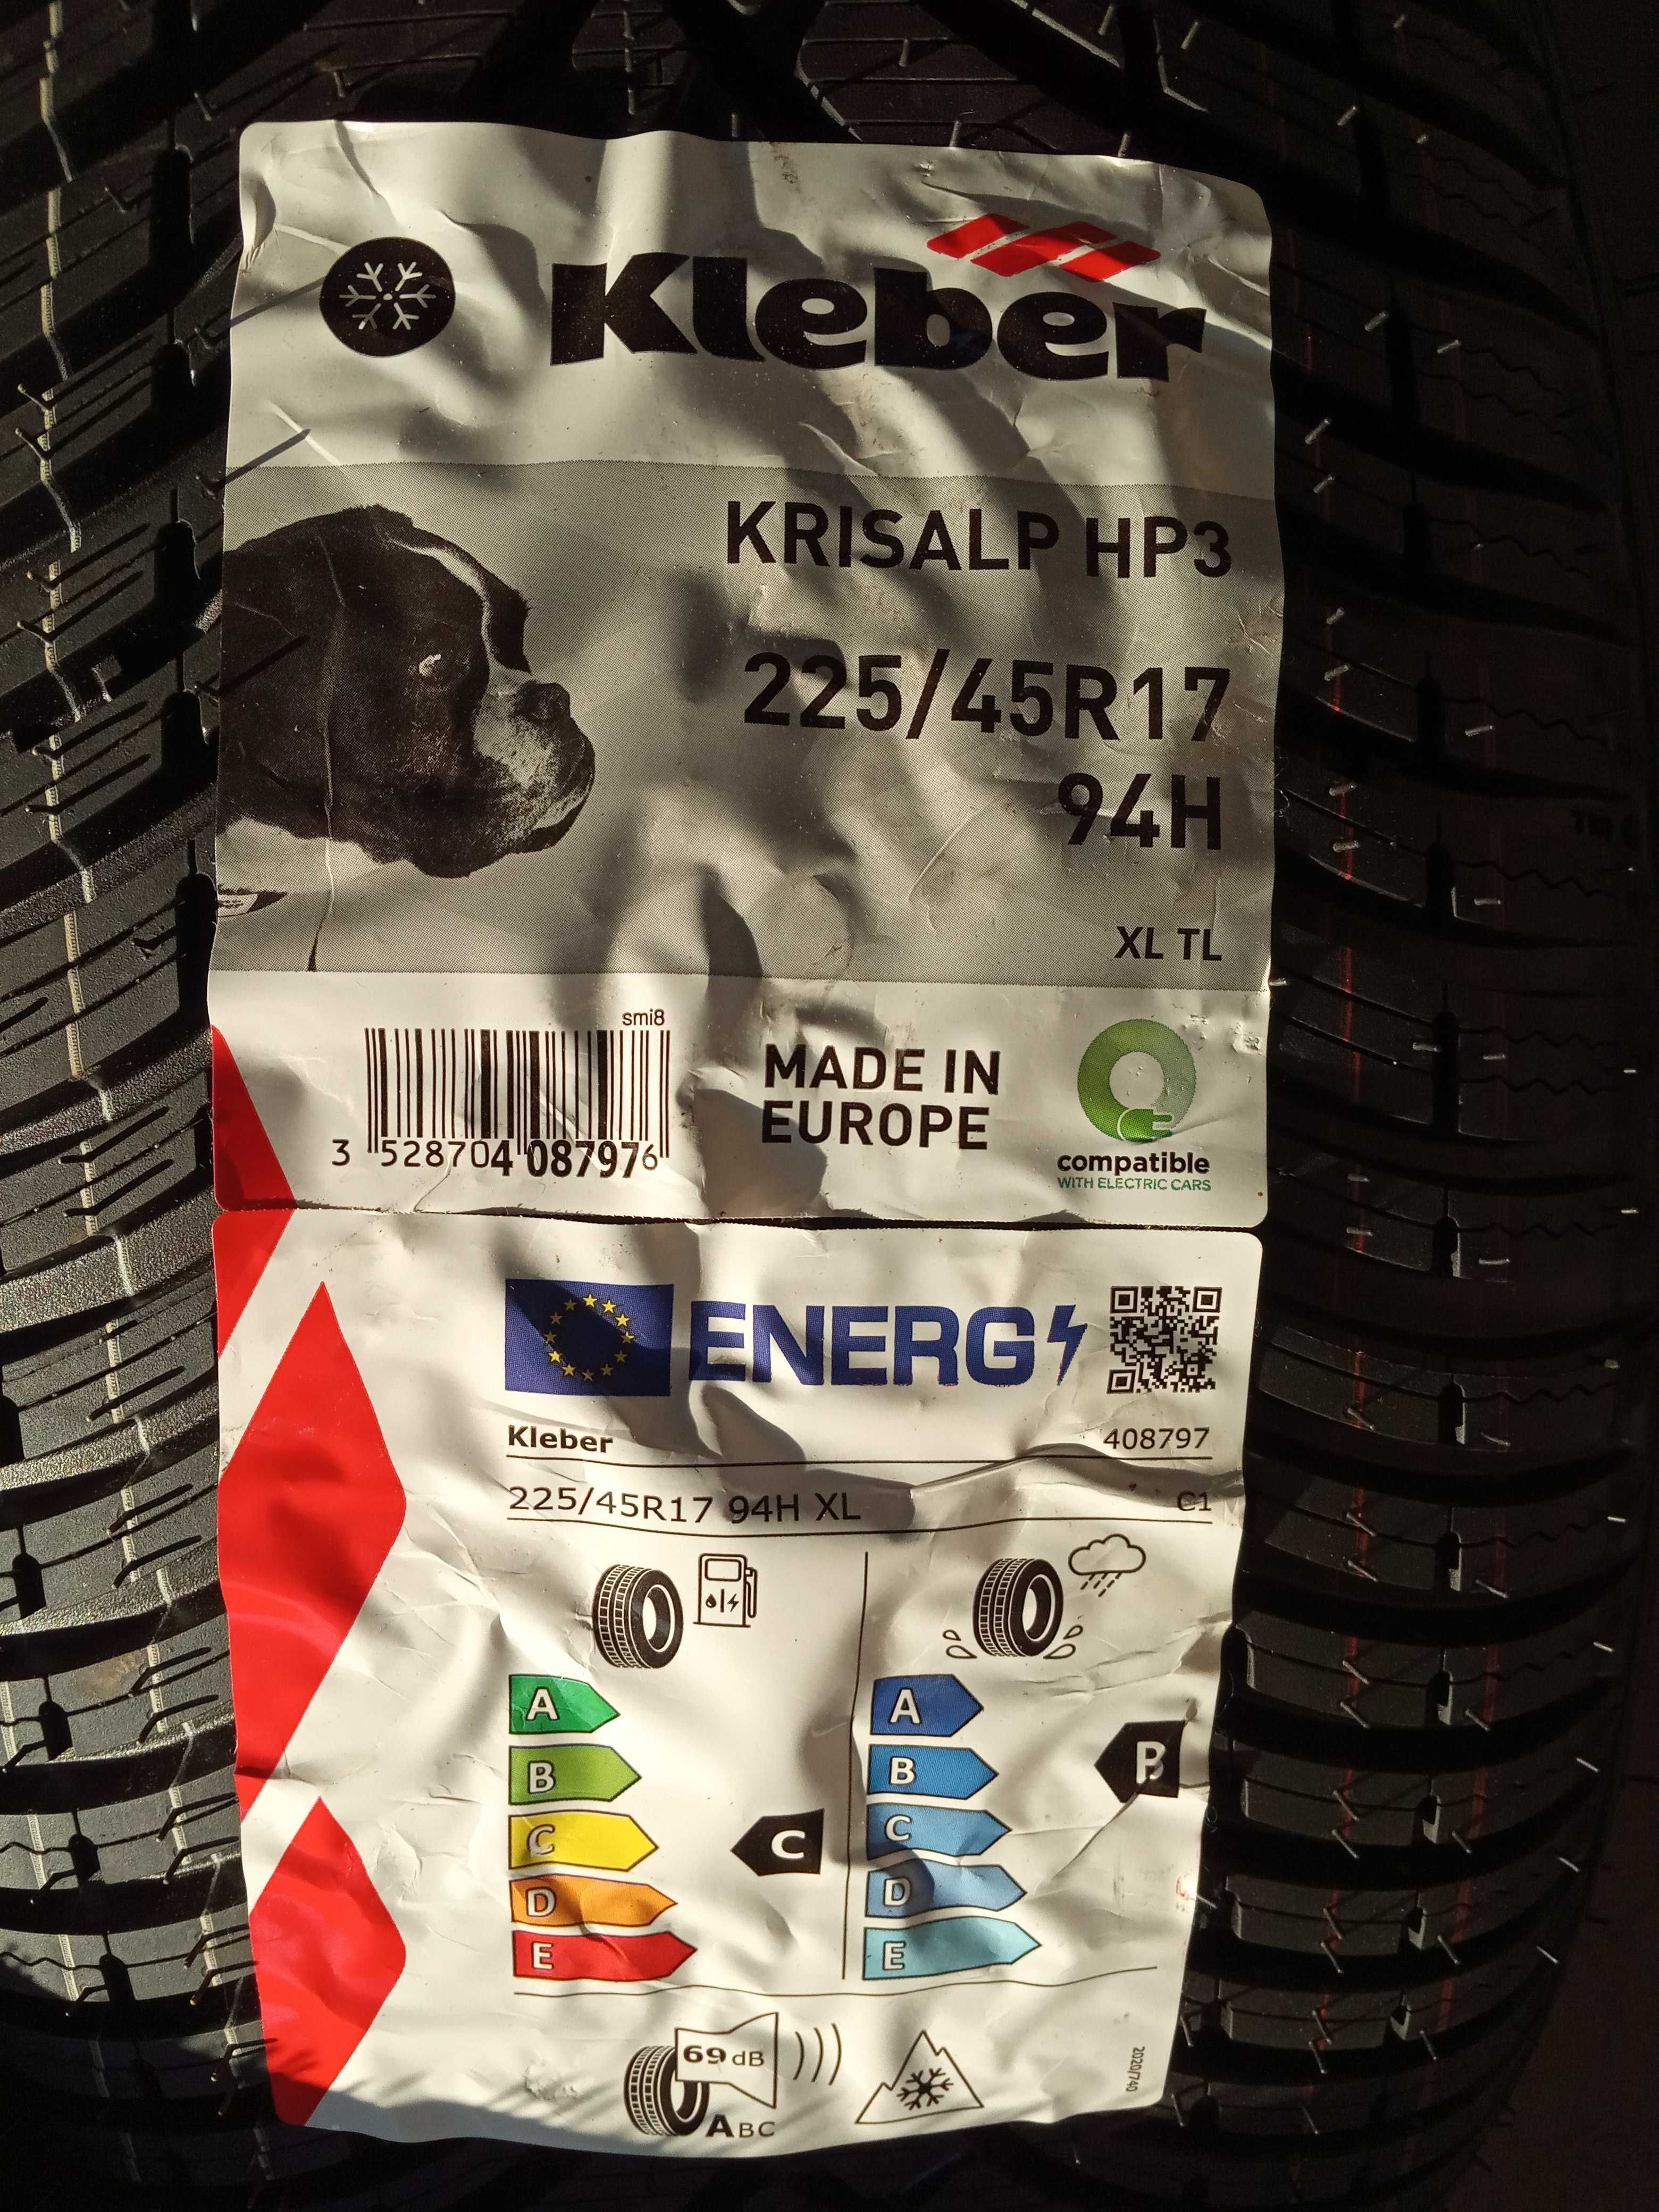 Kleber
KRISALP HP3
225/45R17
94H
XL TL
smi8
3 528704 087976
MADE IN
EUROPE
compatible
WITH ELECTRIC CARS
ENERG
Kleber 408797
225/45R17 94H XL C1
A A
B B B
C C C
D D
E E
69 dB
ABC
2020/740